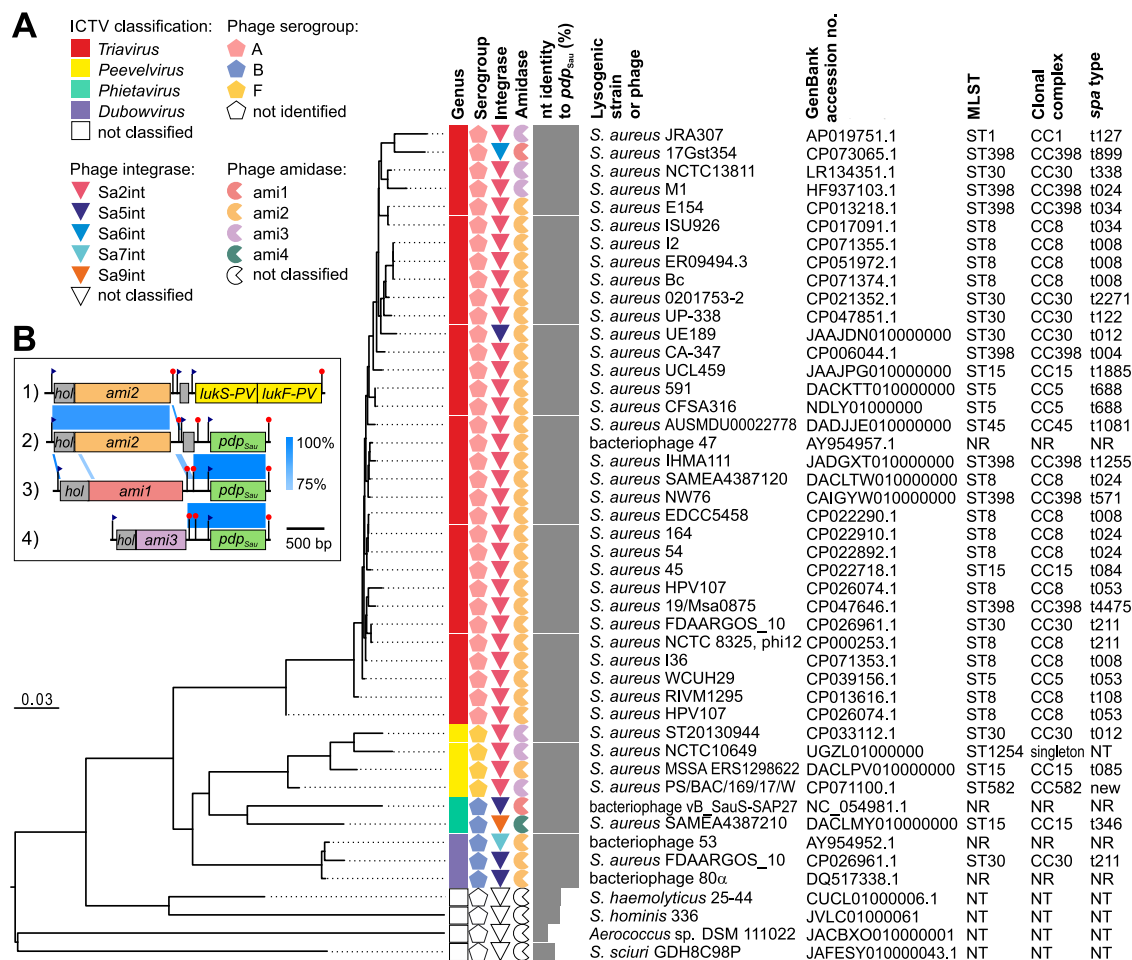 A
ICTV classification:
Triavirus
Peevelvirus
Phietavirus
Dubowvirus
not classified
Phage serogroup:
A
B
F
not identified
Phage integrase:
Sa2int
Sa5int
Sa6int
Sa7int
Sa9int
not classified
Phage amidase:
ami1
ami2
ami3
ami4
not classified
B
1) hol ami2 lukS-PV lukF-PV
2) hol ami2 pdpSau
3) hol ami1 pdpSau
4) hol ami3 pdpSau
100%
75%
500 bp
0.03
Genus
Serogroup
Integrase
Amidase
nt identity
to pdpSau (%)
Lysogenic
strain
or phage
GenBank
accession no.
MLST
Clonal
complex
spa type
S. aureus JRA307 AP019751.1 ST1 CC1 t127
S. aureus 17Gst354 CP073065.1 ST398 CC398 t899
S. aureus NCTC13811 LR134351.1 ST30 CC30 t338
S. aureus M1 HF937103.1 ST398 CC398 t024
S. aureus E154 CP013218.1 ST398 CC398 t034
S. aureus ISU926 CP017091.1 ST8 CC8 t034
S. aureus I2 CP071355.1 ST8 CC8 t008
S. aureus ER09494.3 CP051972.1 ST8 CC8 t008
S. aureus Bc CP071374.1 ST8 CC8 t008
S. aureus 0201753-2 CP021352.1 ST30 CC30 t2271
S. aureus UP-338 CP047851.1 ST30 CC30 t122
S. aureus UE189 JAAJDN010000000 ST30 CC30 t012
S. aureus CA-347 CP006044.1 ST398 CC398 t004
S. aureus UCL459 JAAJPG010000000 ST15 CC15 t1885
S. aureus 591 DACKTT010000000 ST5 CC5 t688
S. aureus CFSA316 NDLY01000000 ST5 CC5 t688
S. aureus AUSMDU00022778 DADJJE010000000 ST45 CC45 t1081
bacteriophage 47 AY954957.1 NR NR NR
S. aureus IHMA111 JADGXT010000000 ST398 CC398 t1255
S. aureus SAMEA4387120 DACLTW010000000 ST8 CC8 t024
S. aureus NW76 CAIGYW010000000 ST398 CC398 t571
S. aureus EDCC5458 CP022290.1 ST8 CC8 t008
S. aureus 164 CP022910.1 ST8 CC8 t024
S. aureus 54 CP022892.1 ST8 CC8 t024
S. aureus 45 CP022718.1 ST15 CC15 t084
S. aureus HPV107 CP026074.1 ST8 CC8 t053
S. aureus 19/Msa0875 CP047646.1 ST398 CC398 t4475
S. aureus FDAARGOS_10 CP026961.1 ST30 CC30 t211
S. aureus NCTC 8325, phi12 CP000253.1 ST8 CC8 t211
S. aureus I36 CP071353.1 ST8 CC8 t008
S. aureus WCUH29 CP039156.1 ST5 CC5 t053
S. aureus RIVM1295 CP013616.1 ST8 CC8 t108
S. aureus HPV107 CP026074.1 ST8 CC8 t053
S. aureus ST20130944 CP033112.1 ST30 CC30 t012
S. aureus NCTC10649 UGZL01000000 ST1254 singleton NT
S. aureus MSSA ERS1298622 DACLPV010000000 ST15 CC15 t085
S. aureus PS/BAC/169/17/W CP071100.1 ST582 CC582 new
bacteriophage vB_SauS-SAP27 NC_054981.1 NR NR NR
S. aureus SAMEA4387210 DACLMY010000000 ST15 CC15 t346
bacteriophage 53 AY954952.1 NR NR NR
S. aureus FDAARGOS_10 CP026961.1 ST30 CC30 t211
bacteriophage 80α DQ517338.1 NR NR NR
S. haemolyticus 25-44 CUCL01000006.1 NT NT NT
S. hominis 336 JVLC01000061 NT NT NT
Aerococcus sp. DSM 111022 JACBXO010000001 NT NT NT
S. sciuri GDH8C98P JAFESY010000043.1 NT NT NT